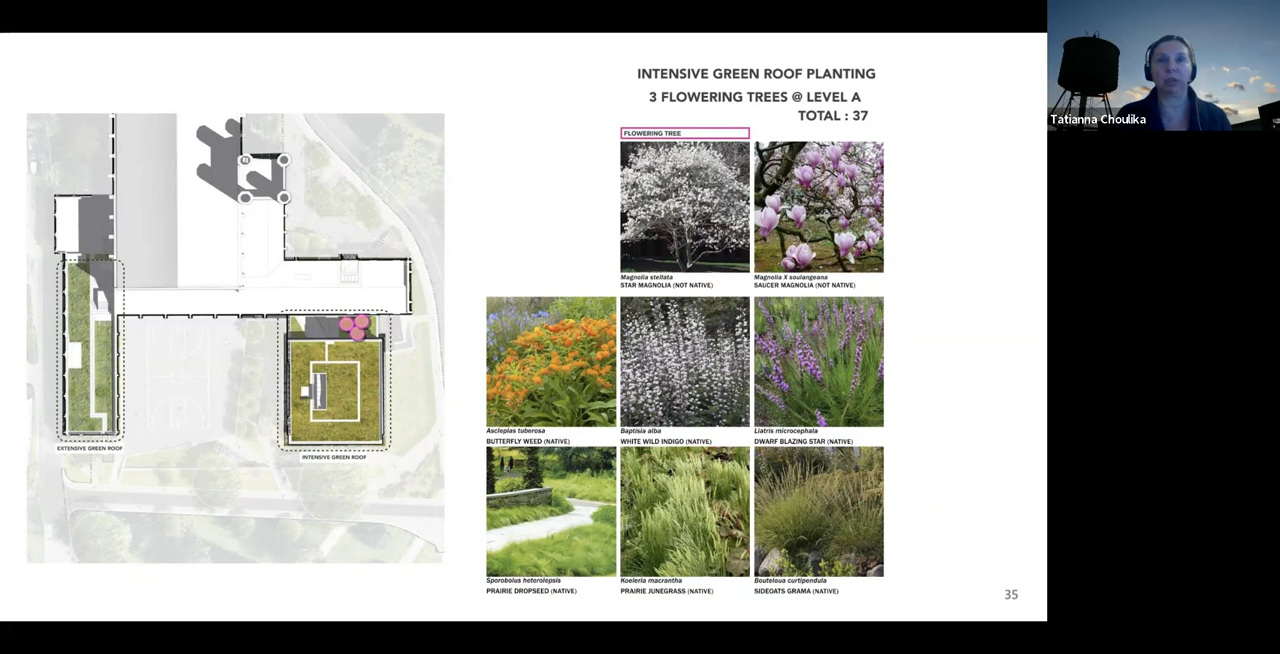 INTENSIVE GREEN ROOF PLANTING
3 FLOWERING TREES @ LEVEL A
TOTAL : 37
FLOWERING TREE
Magnolia stellata
STAR MAGNOLIA (NOT NATIVE)
Magnolia X soulangeana
SAUCER MAGNOLIA (NOT NATIVE)
Asclepias tuberosa
BUTTERFLY WEED (NATIVE)
Baptisia alba
WHITE WILD INDIGO (NATIVE)
Liatris microcephala
DWARF BLAZING STAR (NATIVE)
Sporobolus heterolepsis
PRAIRIE DROPSEED (NATIVE)
Koeleria macrantha
PRAIRIE JUNEGRASS (NATIVE)
Bouteloua curtipendula
SIDEOATS GRAMA (NATIVE)
EXTENSIVE GREEN ROOF
INTENSIVE GREEN ROOF
35
Tatianna Choulika